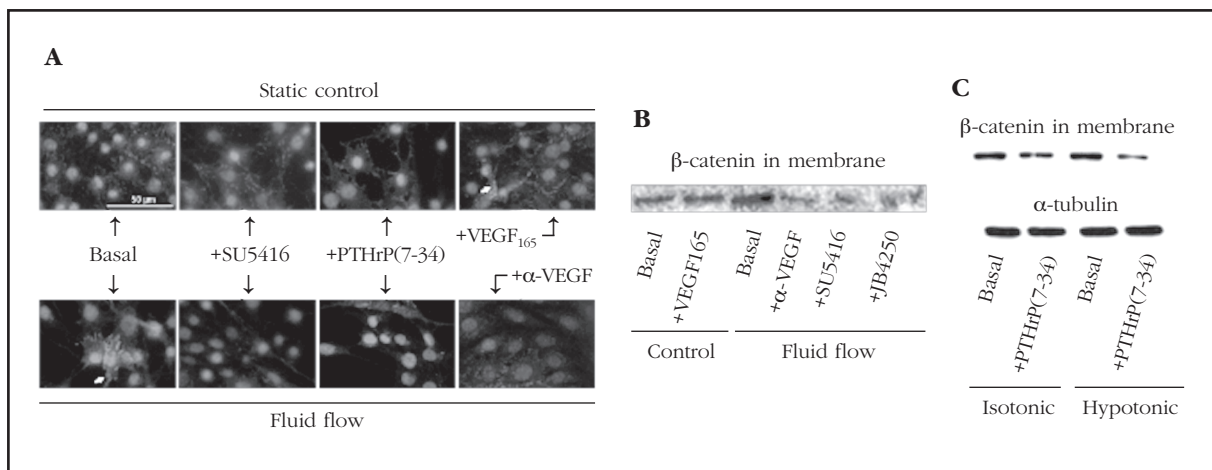 A
Static control
50 µm
Basal
+SU5416
+PTHrP(7-34)
+VEGF165
+α-VEGF
Fluid flow
B
β-catenin in membrane
Basal
+VEGF165
Basal
+α-VEGF
+SU5416
+JB4250
Control
Fluid flow
C
β-catenin in membrane
α-tubulin
Basal
+PTHrP(7-34)
Basal
+PTHrP(7-34)
Isotonic
Hypotonic